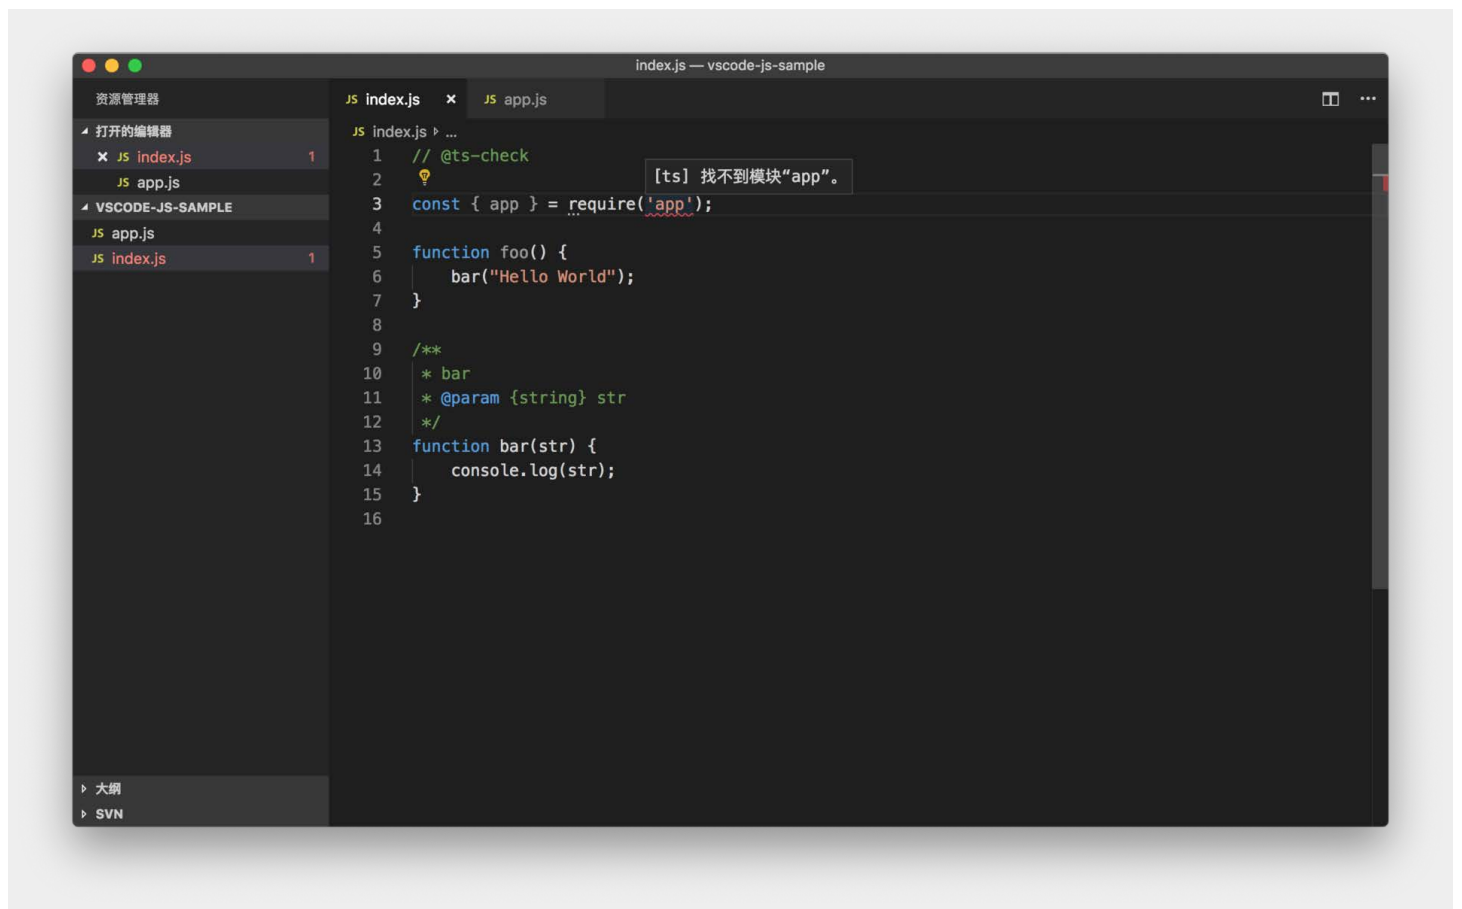 index.js — vscode-js-sample
资源管理器
打开的编辑器
JS index.js 1
JS app.js
VSCODE-JS-SAMPLE
JS app.js
JS index.js 1
大纲
SVN
JS index.js JS app.js
JS index.js ...
1 // @ts-check
2
[ts] 找不到模块“app”。
3 const { app } = require('app');
4
5 function foo() {
6 bar("Hello World");
7 }
8
9 /**
10 * bar
11 * @param {string} str
12 */
13 function bar(str) {
14 console.log(str);
15 }
16